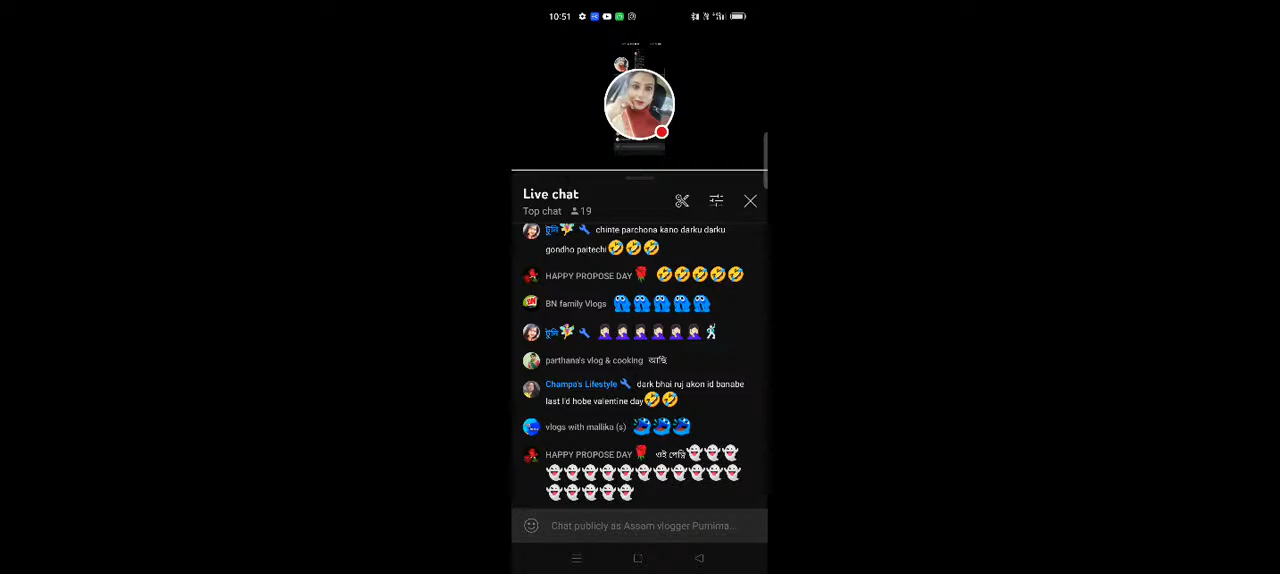 10:51
Live chat
Top chat 19
টুনি🧚 chinte parchona kano darku darku
gondho paitechi🤣🤣🤣
HAPPY PROPOSE DAY🌹 🤣🤣🤣🤣🤣
BN family Vlogs
টুনি🧚 🤦🏻‍♀️🤦🏻‍♀️🤦🏻‍♀️🤦🏻‍♀️🤦🏻‍♀️🤦🏻‍♀️🕺🏻
parthana's vlog & cooking আছি
Champa's Lifestyle dark bhai ruj akon id banabe
last I'd hobe valentine day🤣🤣
vlogs with mallika (s)
HAPPY PROPOSE DAY🌹 ওই পেত্নি👻👻👻
👻👻👻👻👻👻👻👻👻👻👻
👻👻👻👻👻
Chat publicly as Assam vlogger Purnima...